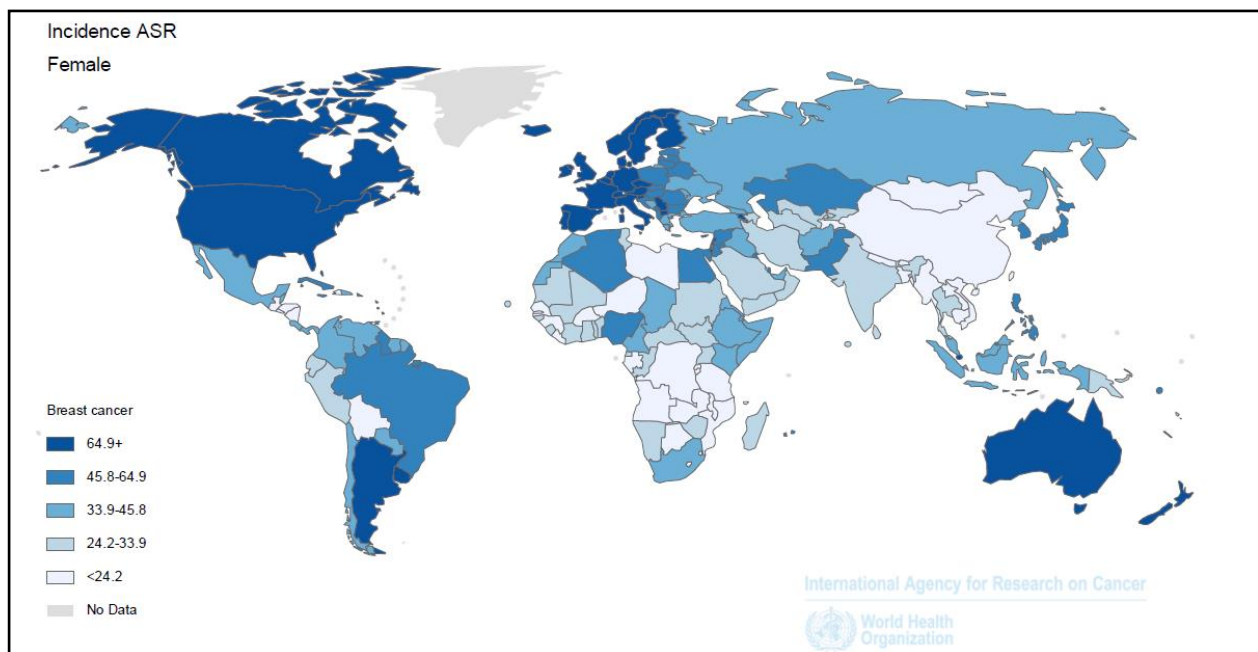 Incidence ASR
Female
Breast cancer
64.9+
45.8-64.9
33.9-45.8
24.2-33.9
<24.2
No Data
International Agency for Research on Cancer
World Health
Organization